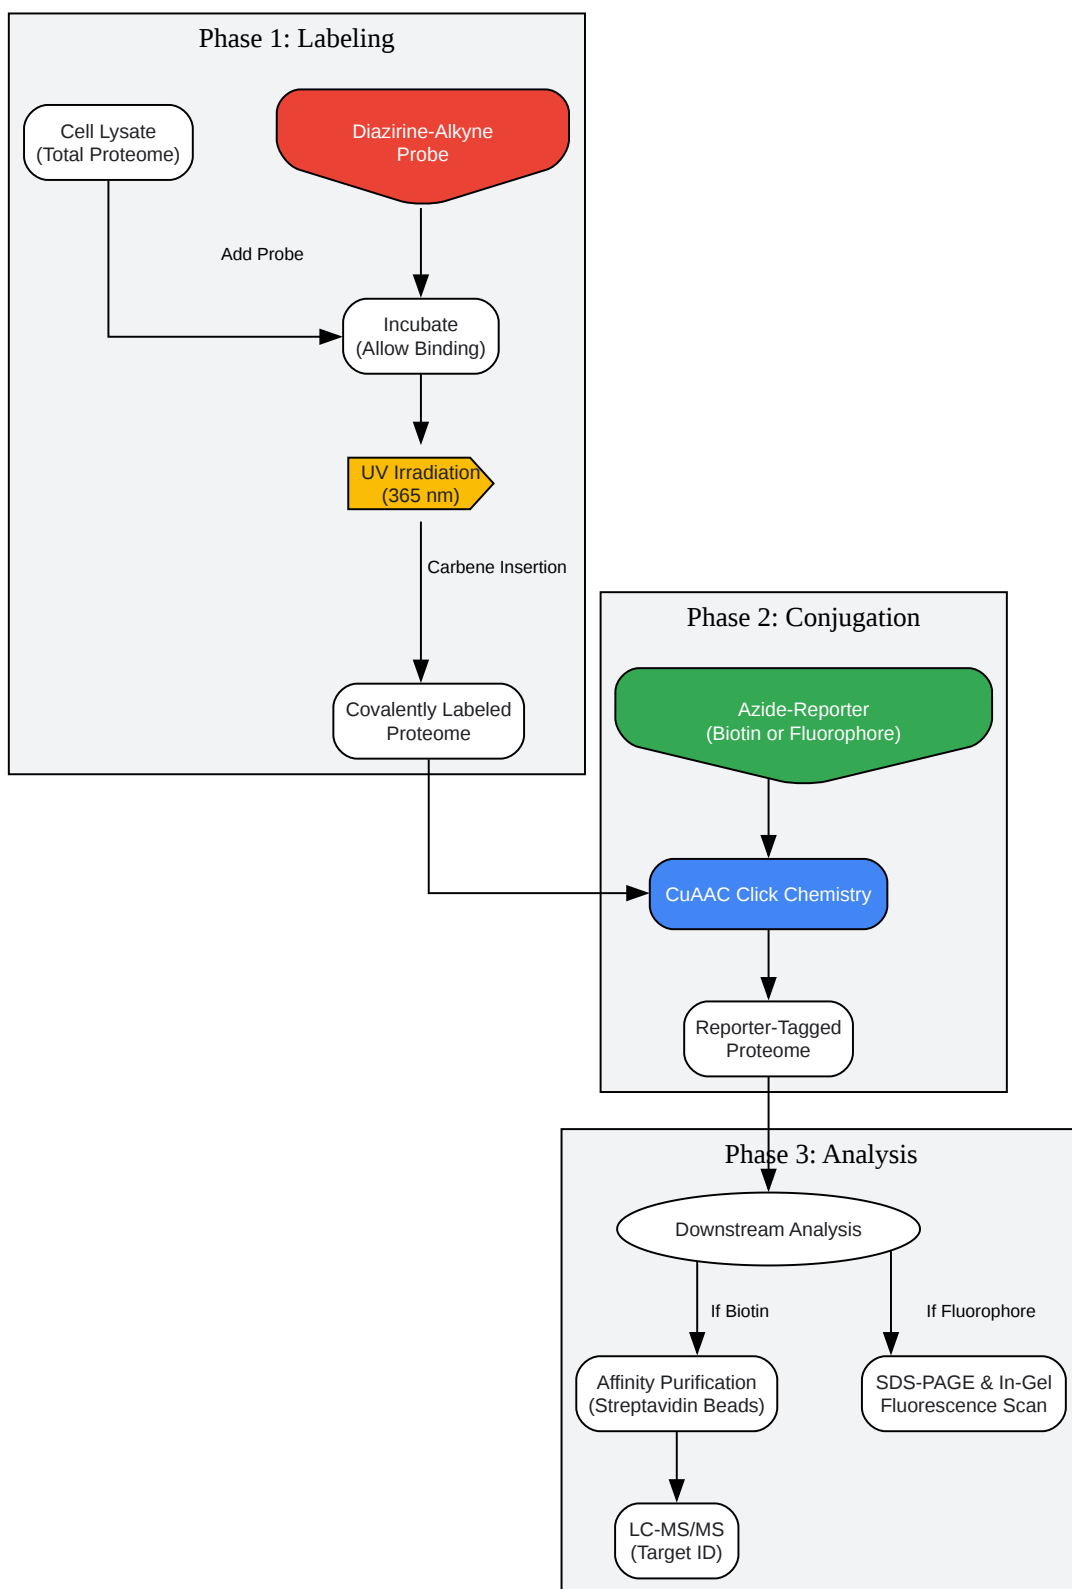 Phase 1: Labeling
Cell Lysate
(Total Proteome)
Diazirine-Alkyne
Probe
Add Probe
Incubate
(Allow Binding)
UV Irradiation
(365 nm)
Carbene Insertion
Covalently Labeled
Proteome
Phase 2: Conjugation
Azide-Reporter
(Biotin or Fluorophore)
CuAAC Click Chemistry
Reporter-Tagged
Proteome
Phase 3: Analysis
Downstream Analysis
If Biotin
If Fluorophore
Affinity Purification
(Streptavidin Beads)
SDS-PAGE & In-Gel
Fluorescence Scan
LC-MS/MS
(Target ID)